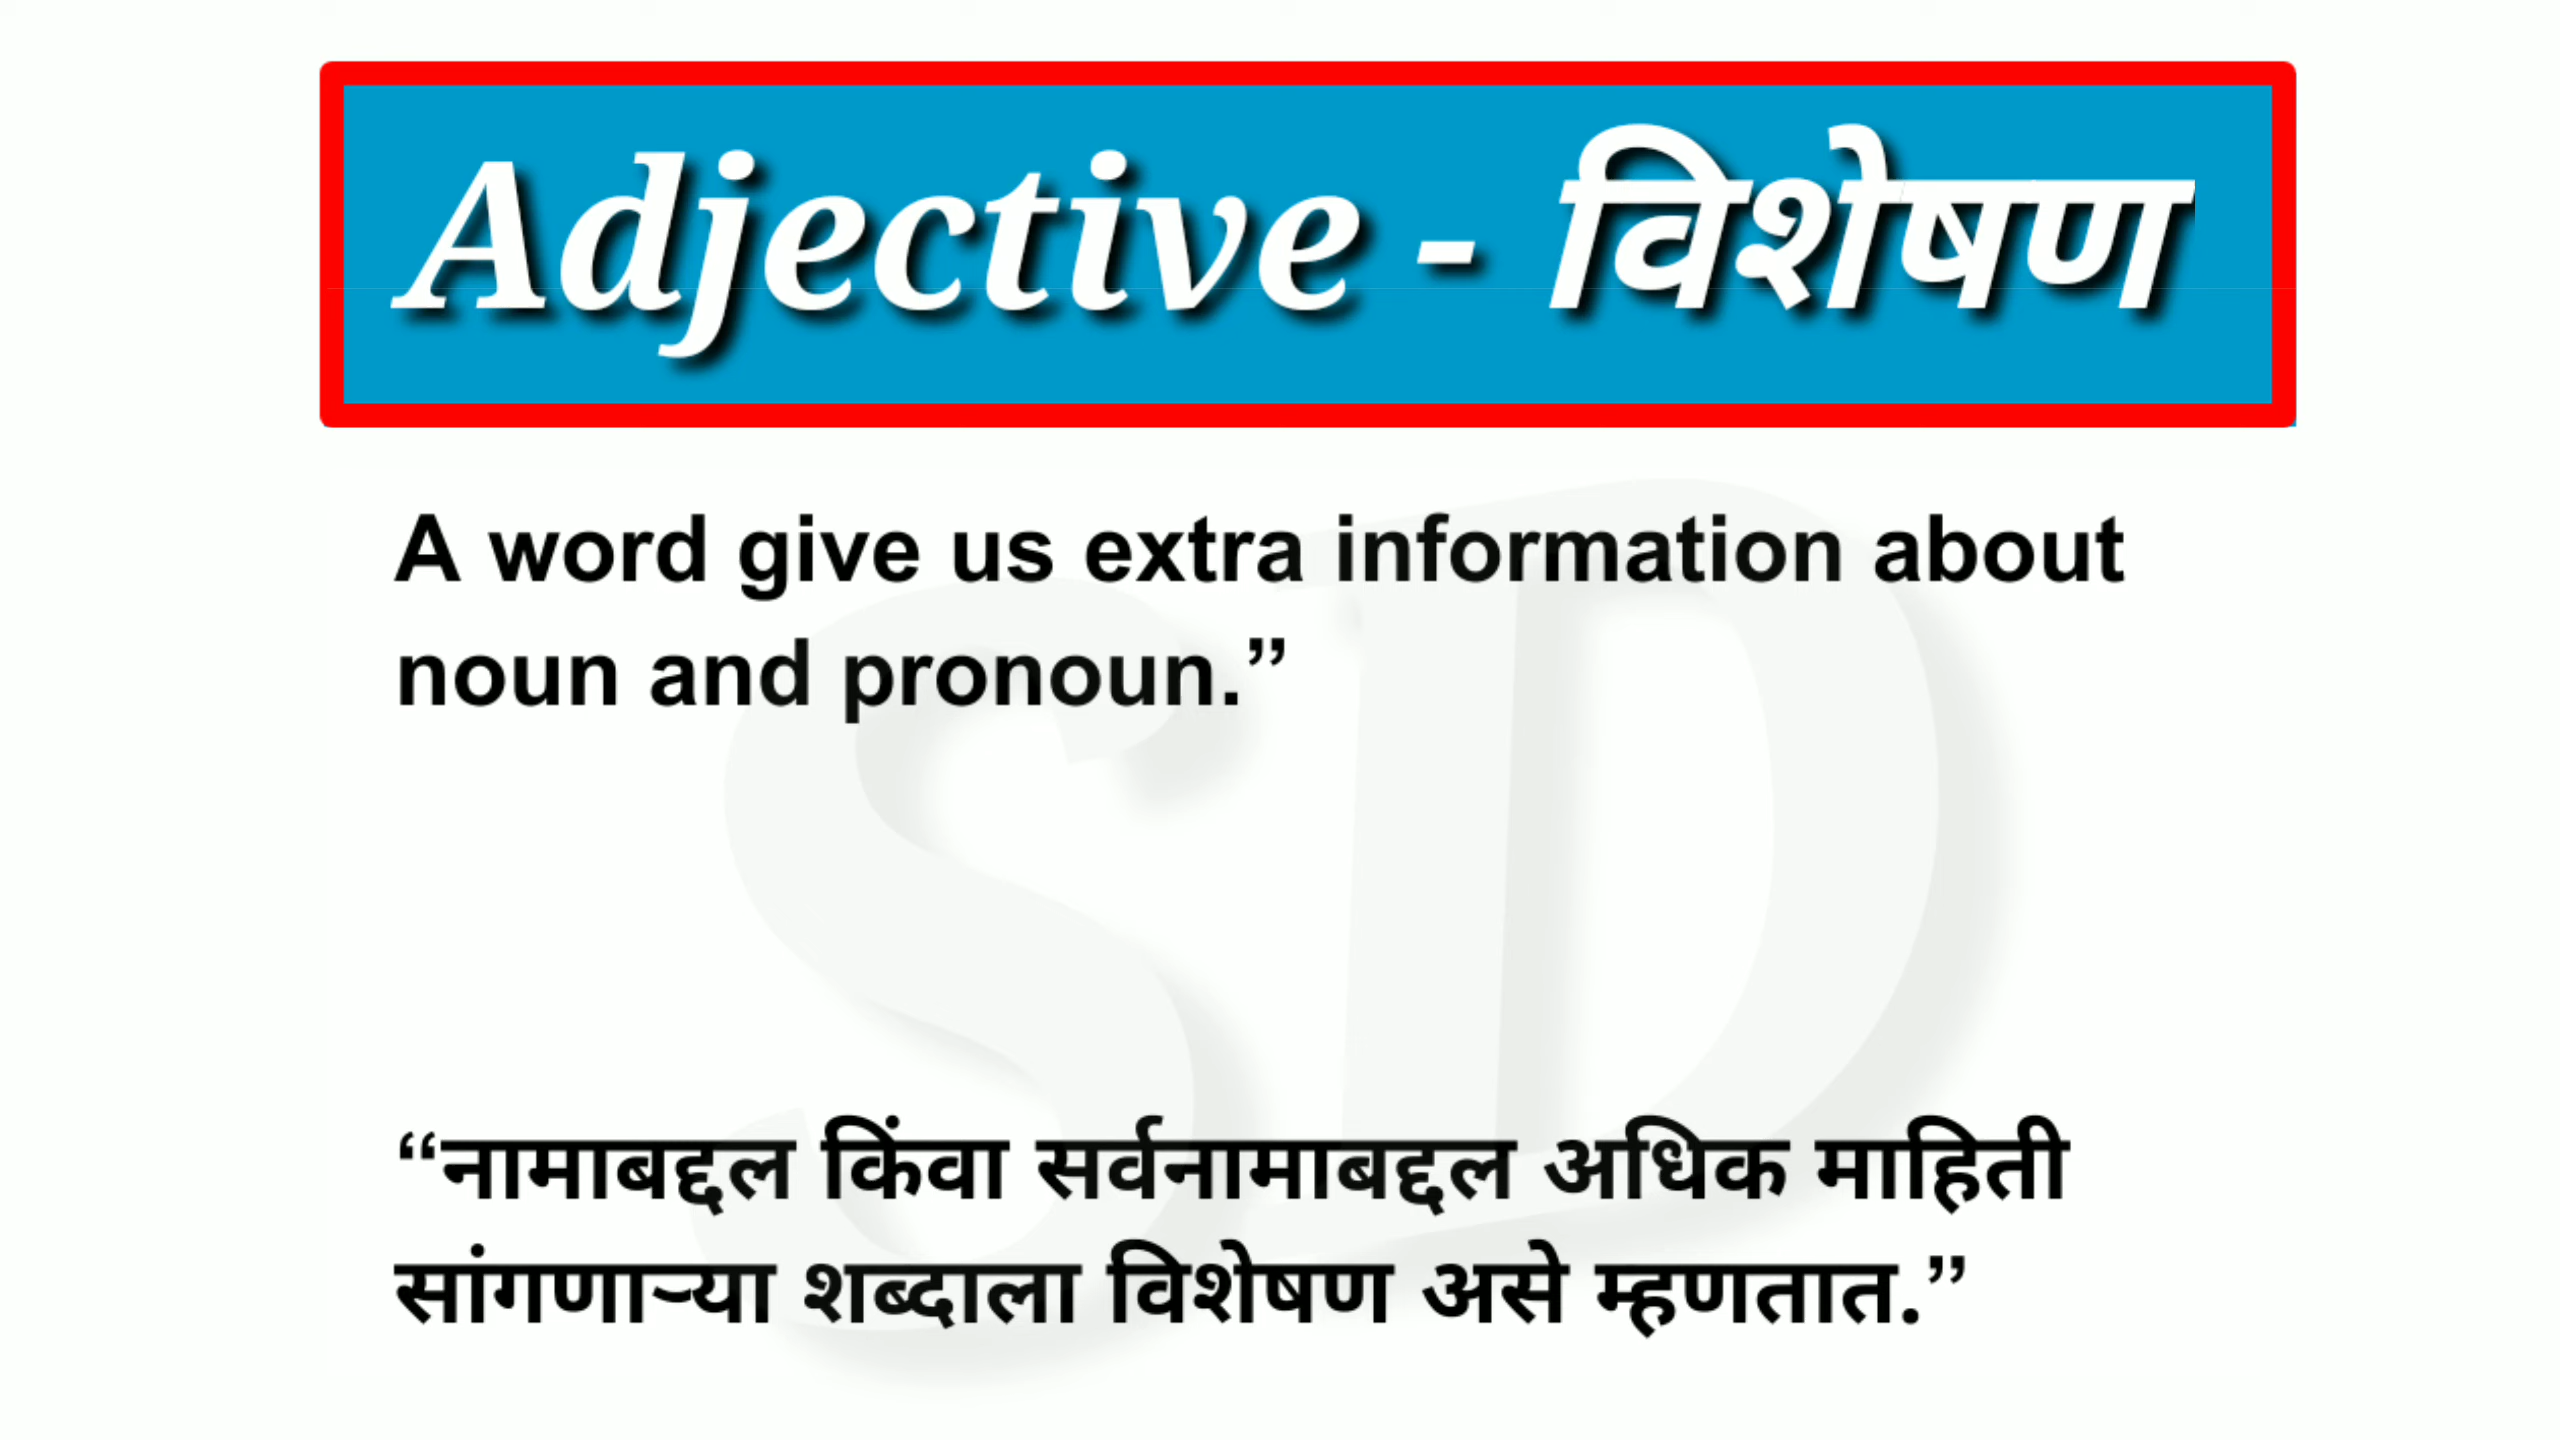 Adjective - विशेषण
A word give us extra information about
noun and pronoun.”
“नामाबद्दल किंवा सर्वनामाबद्दल अधिक माहिती
सांगणाऱ्या शब्दाला विशेषण असे म्हणतात.”
SD